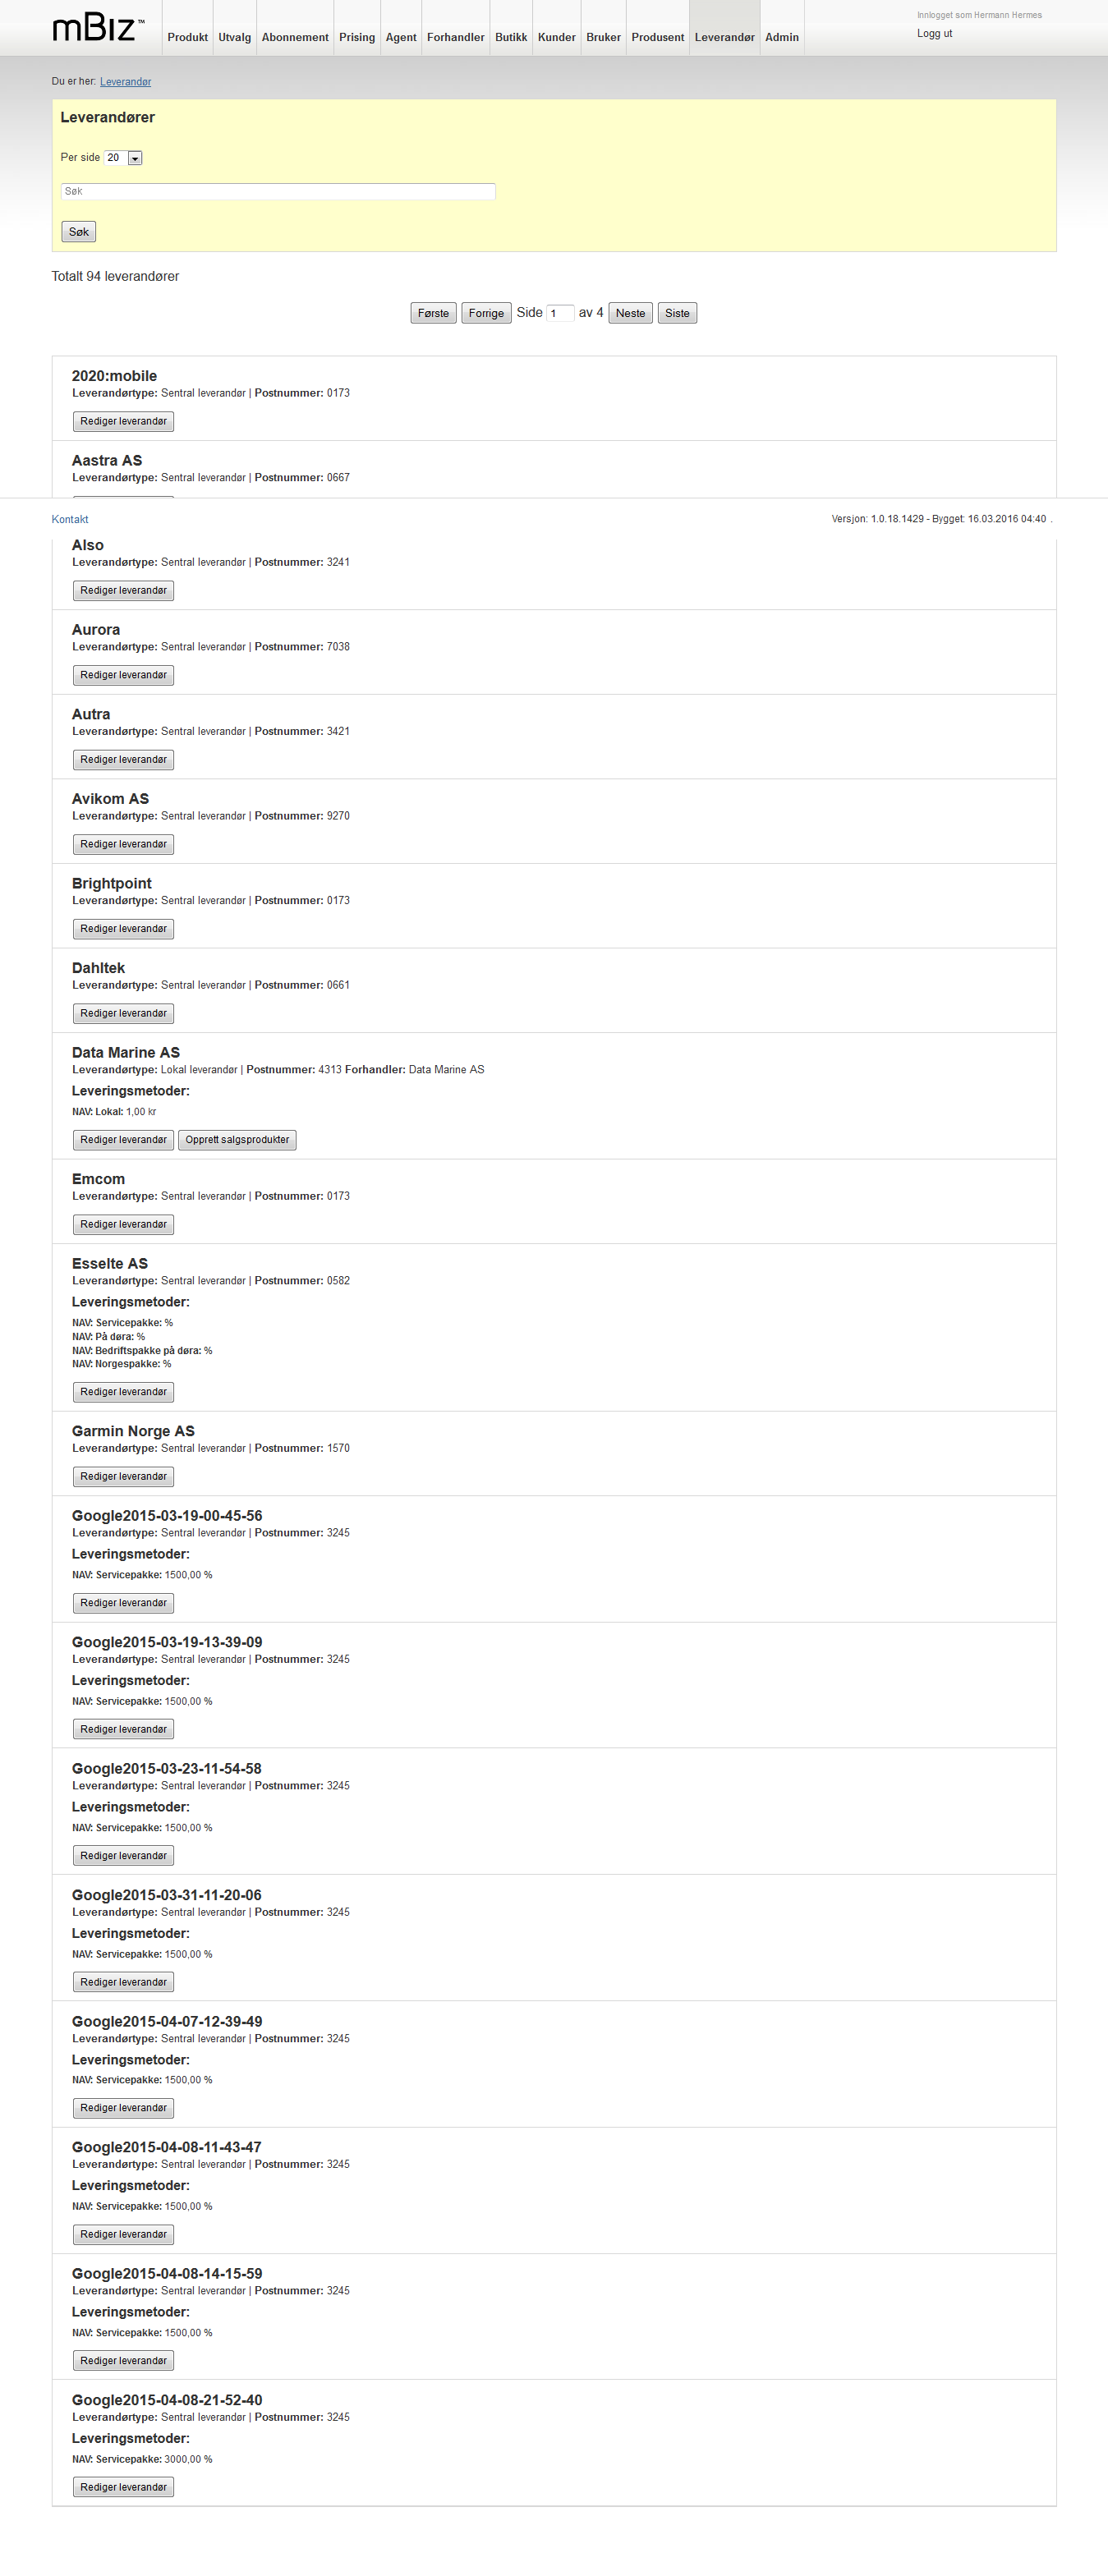 mBIZ™
Produkt Utvalg Abonnement Prising Agent Forhandler Butikk Kunder Bruker Produsent Leverandør Admin
Innlogget som Hermann Hermes
Logg ut
Du er her: Leverandør
Leverandører
Per side 20
Søk
Søk
Totalt 94 leverandører
Første Forrige Side 1 av 4 Neste Siste
2020:mobile
Leverandørtype: Sentral leverandør | Postnummer: 0173
Rediger leverandør
Aastra AS
Leverandørtype: Sentral leverandør | Postnummer: 0667
Kontakt
Versjon: 1.0.18.1429 - Bygget: 16.03.2016 04:40 .
Also
Leverandørtype: Sentral leverandør | Postnummer: 3241
Rediger leverandør
Aurora
Leverandørtype: Sentral leverandør | Postnummer: 7038
Rediger leverandør
Autra
Leverandørtype: Sentral leverandør | Postnummer: 3421
Rediger leverandør
Avikom AS
Leverandørtype: Sentral leverandør | Postnummer: 9270
Rediger leverandør
Brightpoint
Leverandørtype: Sentral leverandør | Postnummer: 0173
Rediger leverandør
Dahltek
Leverandørtype: Sentral leverandør | Postnummer: 0661
Rediger leverandør
Data Marine AS
Leverandørtype: Lokal leverandør | Postnummer: 4313 Forhandler: Data Marine AS
Leveringsmetoder:
NAV: Lokal: 1,00 kr
Rediger leverandør Opprett salgsprodukter
Emcom
Leverandørtype: Sentral leverandør | Postnummer: 0173
Rediger leverandør
Esselte AS
Leverandørtype: Sentral leverandør | Postnummer: 0582
Leveringsmetoder:
NAV: Servicepakke: %
NAV: På døra: %
NAV: Bedriftspakke på døra: %
NAV: Norgespakke: %
Rediger leverandør
Garmin Norge AS
Leverandørtype: Sentral leverandør | Postnummer: 1570
Rediger leverandør
Google2015-03-19-00-45-56
Leverandørtype: Sentral leverandør | Postnummer: 3245
Leveringsmetoder:
NAV: Servicepakke: 1500,00 %
Rediger leverandør
Google2015-03-19-13-39-09
Leverandørtype: Sentral leverandør | Postnummer: 3245
Leveringsmetoder:
NAV: Servicepakke: 1500,00 %
Rediger leverandør
Google2015-03-23-11-54-58
Leverandørtype: Sentral leverandør | Postnummer: 3245
Leveringsmetoder:
NAV: Servicepakke: 1500,00 %
Rediger leverandør
Google2015-03-31-11-20-06
Leverandørtype: Sentral leverandør | Postnummer: 3245
Leveringsmetoder:
NAV: Servicepakke: 1500,00 %
Rediger leverandør
Google2015-04-07-12-39-49
Leverandørtype: Sentral leverandør | Postnummer: 3245
Leveringsmetoder:
NAV: Servicepakke: 1500,00 %
Rediger leverandør
Google2015-04-08-11-43-47
Leverandørtype: Sentral leverandør | Postnummer: 3245
Leveringsmetoder:
NAV: Servicepakke: 1500,00 %
Rediger leverandør
Google2015-04-08-14-15-59
Leverandørtype: Sentral leverandør | Postnummer: 3245
Leveringsmetoder:
NAV: Servicepakke: 1500,00 %
Rediger leverandør
Google2015-04-08-21-52-40
Leverandørtype: Sentral leverandør | Postnummer: 3245
Leveringsmetoder:
NAV: Servicepakke: 3000,00 %
Rediger leverandør